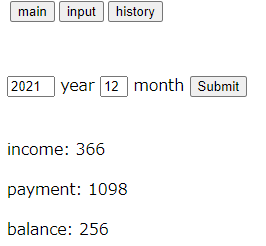 main input history
2021 year 12 month Submit
income: 366
payment: 1098
balance: 256